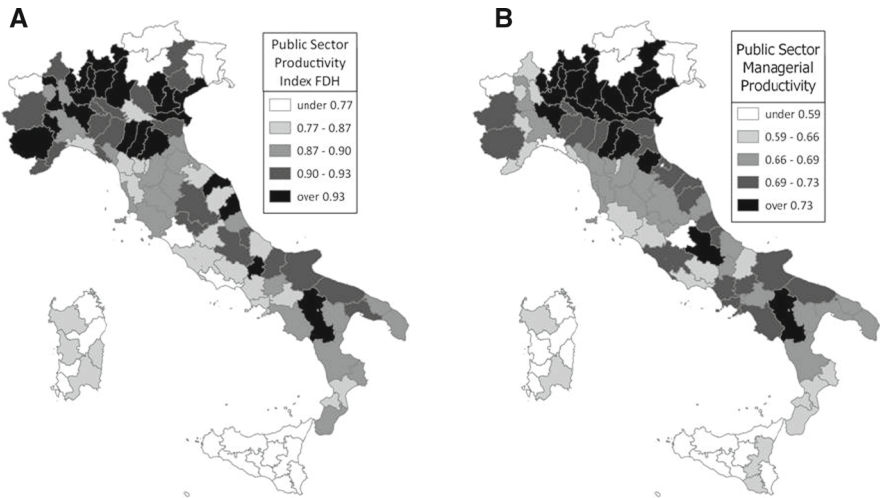 A
Public Sector
Productivity
Index FDH
under 0.77
0.77 - 0.87
0.87 - 0.90
0.90 - 0.93
over 0.93
B
Public Sector
Managerial
Productivity
under 0.59
0.59 - 0.66
0.66 - 0.69
0.69 - 0.73
over 0.73